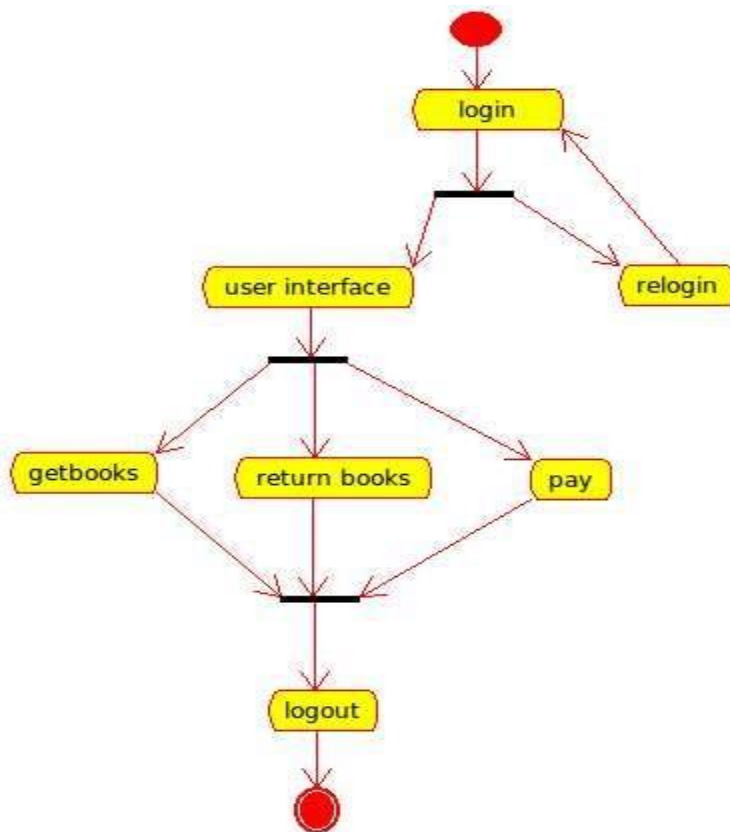 login
user interface
relogin
getbooks
return books
pay
logout